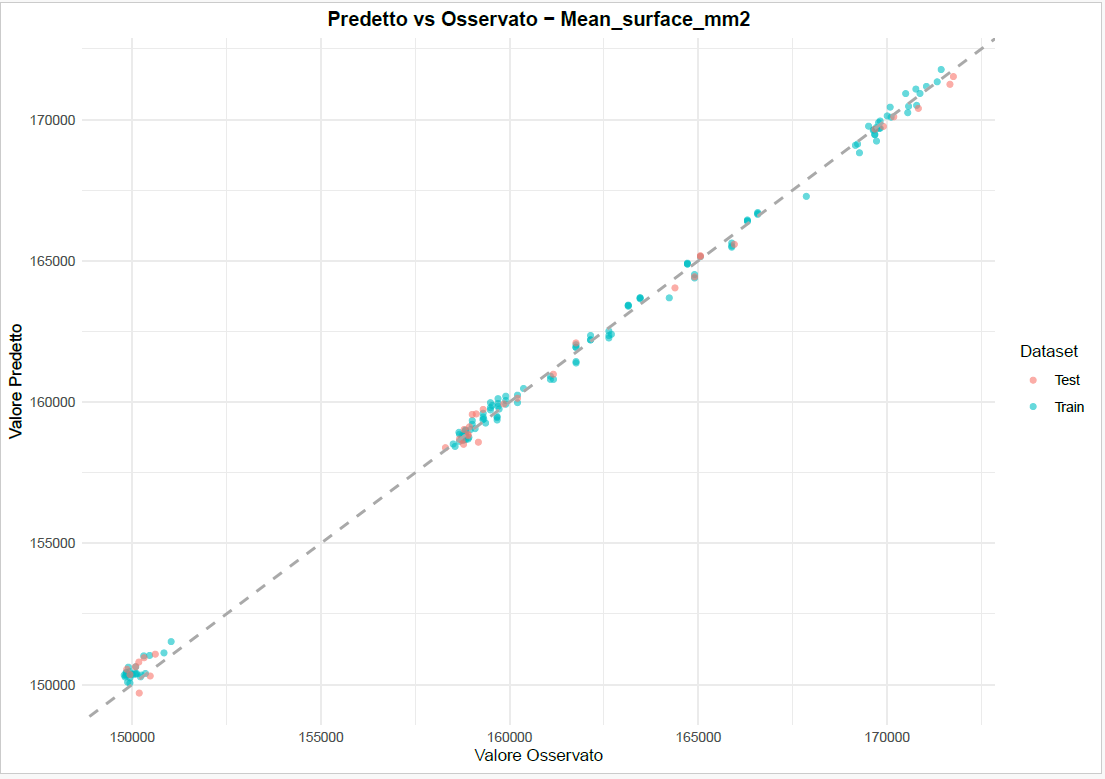 Predetto vs Osservato − Mean_surface_mm2
Valore Predetto
170000
165000
160000
155000
150000
150000 155000 160000 165000 170000
Valore Osservato
Dataset
Test
Train